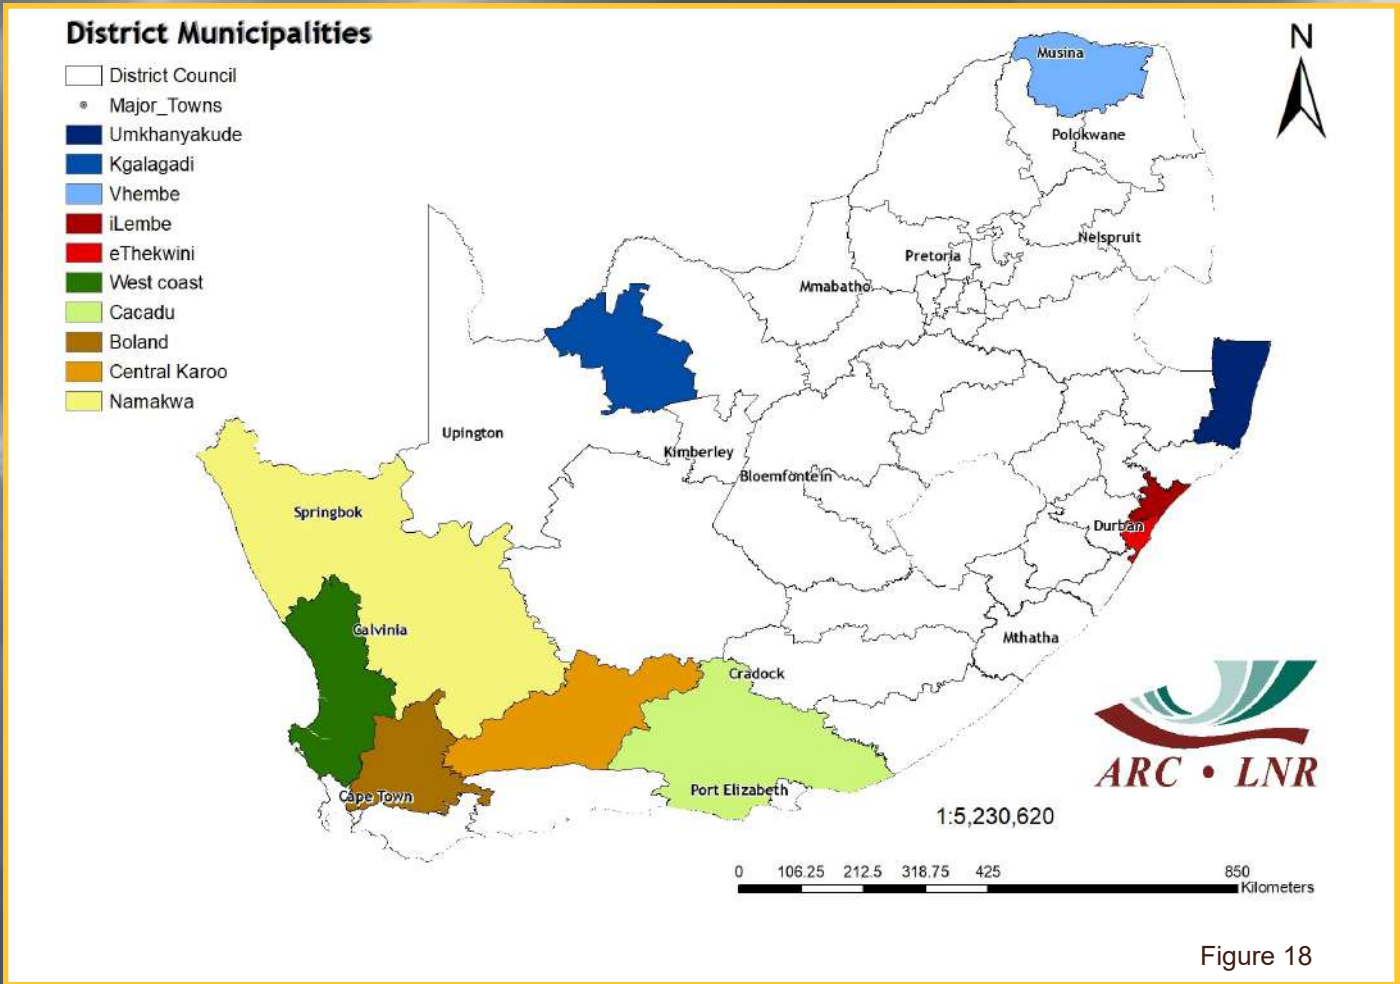 District Municipalities
District Council
Major_Towns
Umkhanyakude
Kgalagadi
Vhembe
iLembe
eThekwini
West coast
Cacadu
Boland
Central Karoo
Namakwa
N
Musina
Polokwane
Nelspruit
Pretoria
Mmabatho
Upington
Kimberley
Bloemfontein
Springbok
Durban
Calvinia
Mthatha
Cradock
Port Elizabeth
Cape Town
ARC • LNR
1:5,230,620
0 106.25 212.5 318.75 425 850
Kilometers
Figure 18